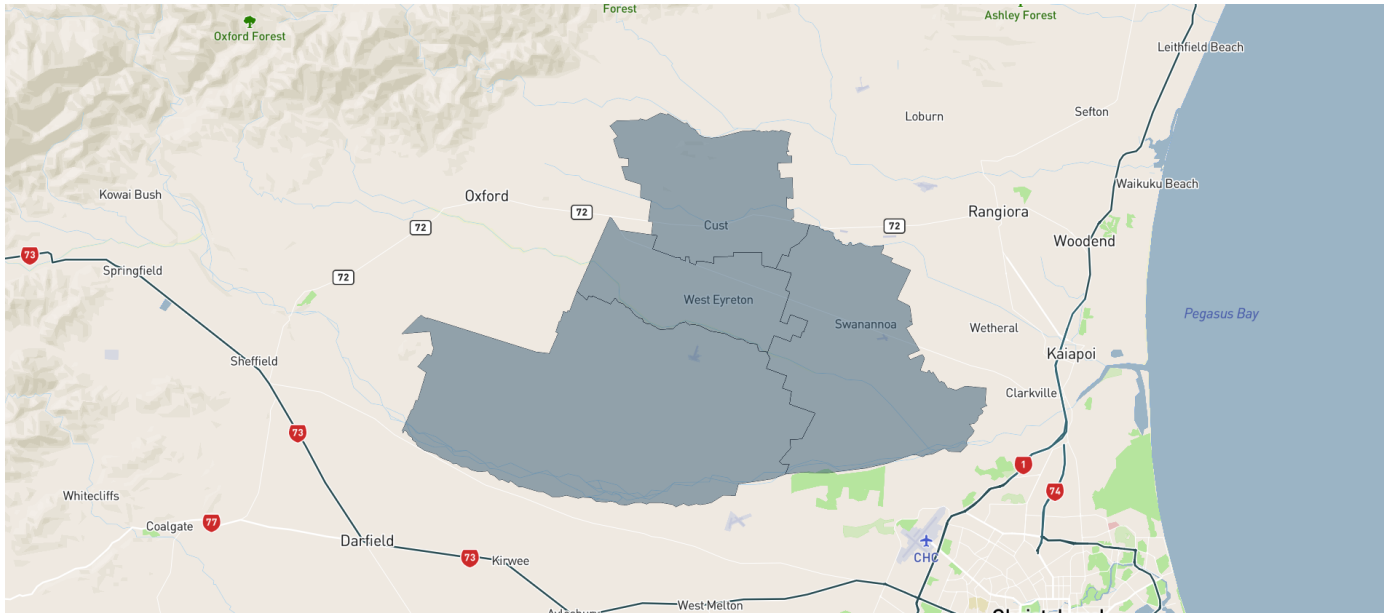 Forest
Ashley Forest
Oxford Forest
Leithfield Beach
Sefton
Loburn
Waikuku Beach
Kowai Bush
Oxford
Rangiora
72
72
Cust
72
Woodend
73
Springfield
72
West Eyreton
Pegasus Bay
Swanannoa
Wetheral
Kaiapoi
Sheffield
Clarkville
73
1
74
Whitecliffs
77
Coalgate
Darfield
CHC
73
Kirwee
West Melton